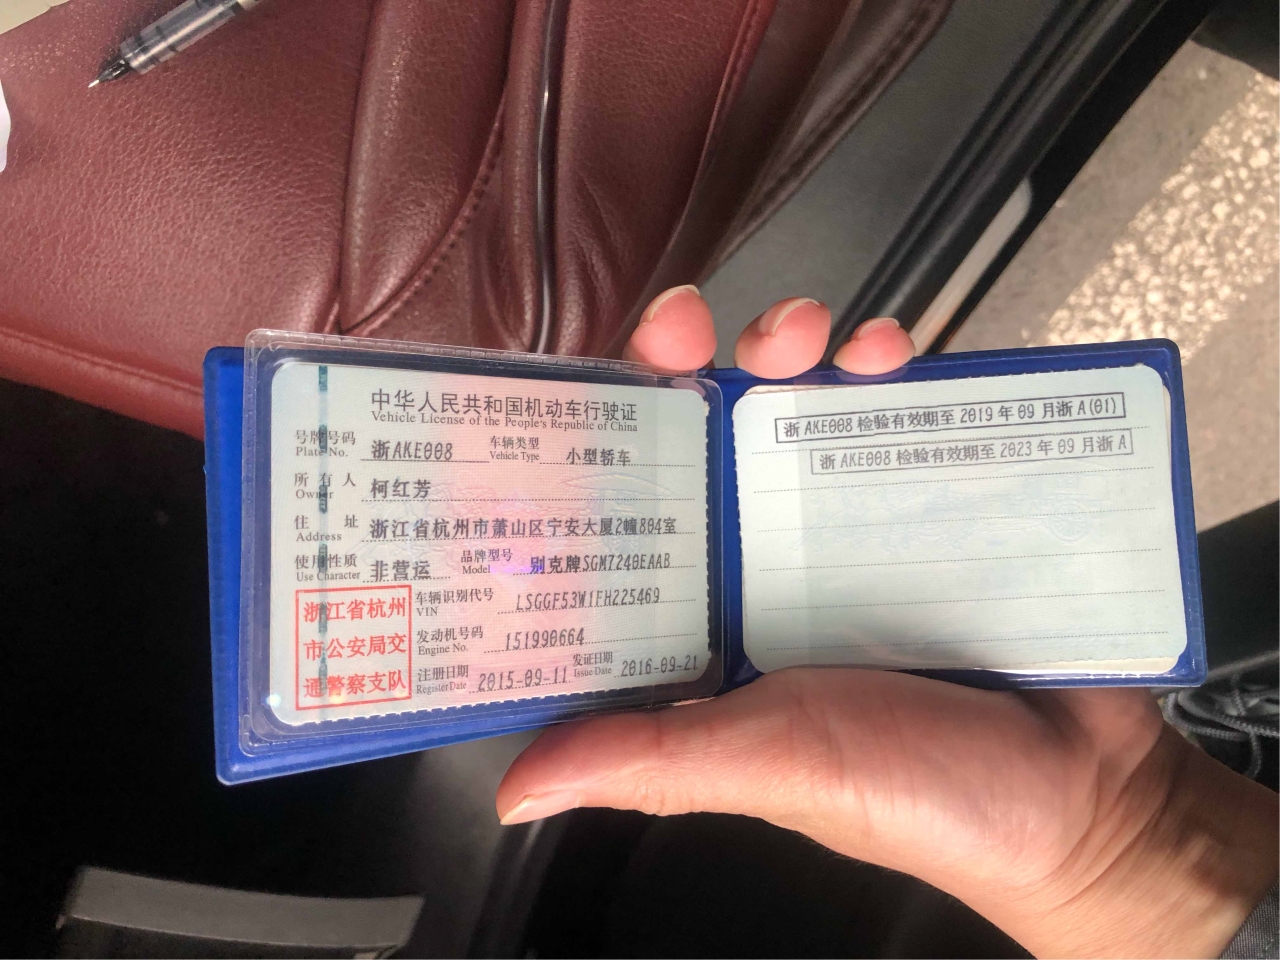 中华人民共和国机动车行驶证
Vehicle License of the People's Republic of China
号牌号码 浙AKE008 车辆类型 小型轿车
Plate No. Vehicle Type
所有人 柯红芳
Owner
住址 浙江省杭州市萧山区宁安大厦2幢804室
Address
使用性质 非营运 品牌型号 别克牌SGM7240EAAB
Use Character Model
浙江省杭州
市公安局交
通警察支队
车辆识别代号 LSGGF53W1FH225469
VIN
发动机号码 151990664
Engine No.
注册日期 2015-09-11 发证日期 2016-09-21
Register Date Issue Date
浙AKE008检验有效期至2019年09月浙A(01)
浙AKE008检验有效期至2023年09月浙A